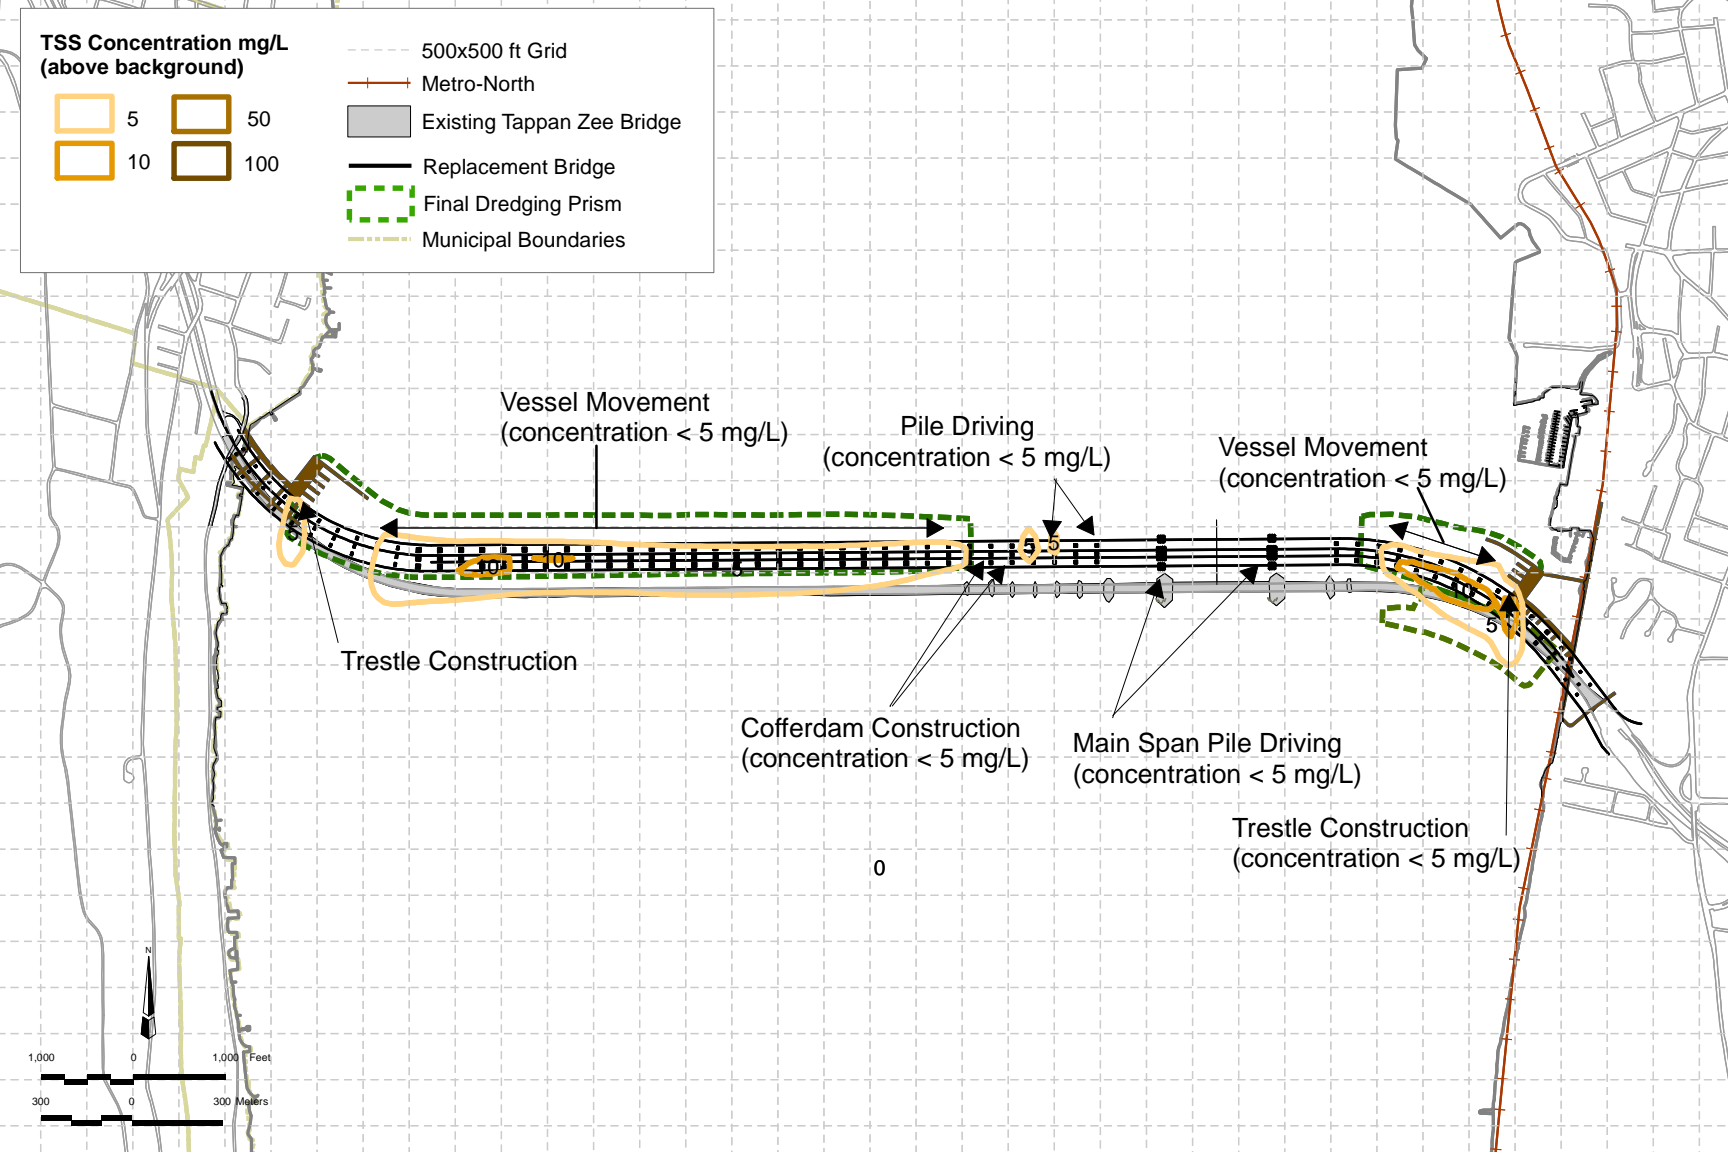 TSS Concentration mg/L
(above background)
5
50
10
100
500x500 ft Grid
Metro-North
Existing Tappan Zee Bridge
Replacement Bridge
Final Dredging Prism
Municipal Boundaries
Vessel Movement
(concentration < 5 mg/L)
Pile Driving
(concentration < 5 mg/L)
Vessel Movement
(concentration < 5 mg/L)
5
5
10
10
10
5
Trestle Construction
Cofferdam Construction
(concentration < 5 mg/L)
Main Span Pile Driving
(concentration < 5 mg/L)
Trestle Construction
(concentration < 5 mg/L)
0
N
1,000 0 1,000 Feet
300 0 300 Meters